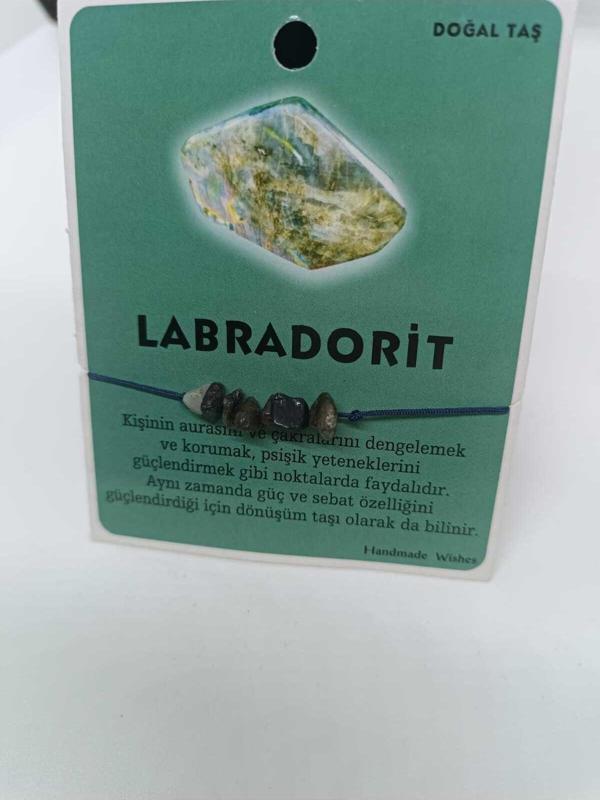 DOĞAL TAŞ
LABRADORİT
Kişinin aurasını ve çakralarını dengelemek
ve korumak, psişik yeteneklerini
güçlendirmek gibi noktalarda faydalıdır.
Aynı zamanda güç ve sebat özelliğini
güçlendirdiği için dönüşüm taşı olarak da bilinir.
Handmade Wishes